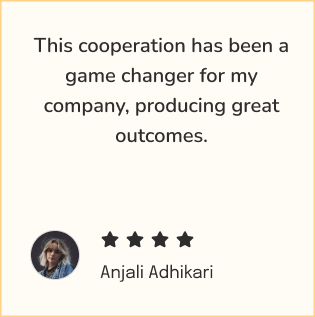 This cooperation has been a
game changer for my
company, producing great
outcomes.
Anjali Adhikari